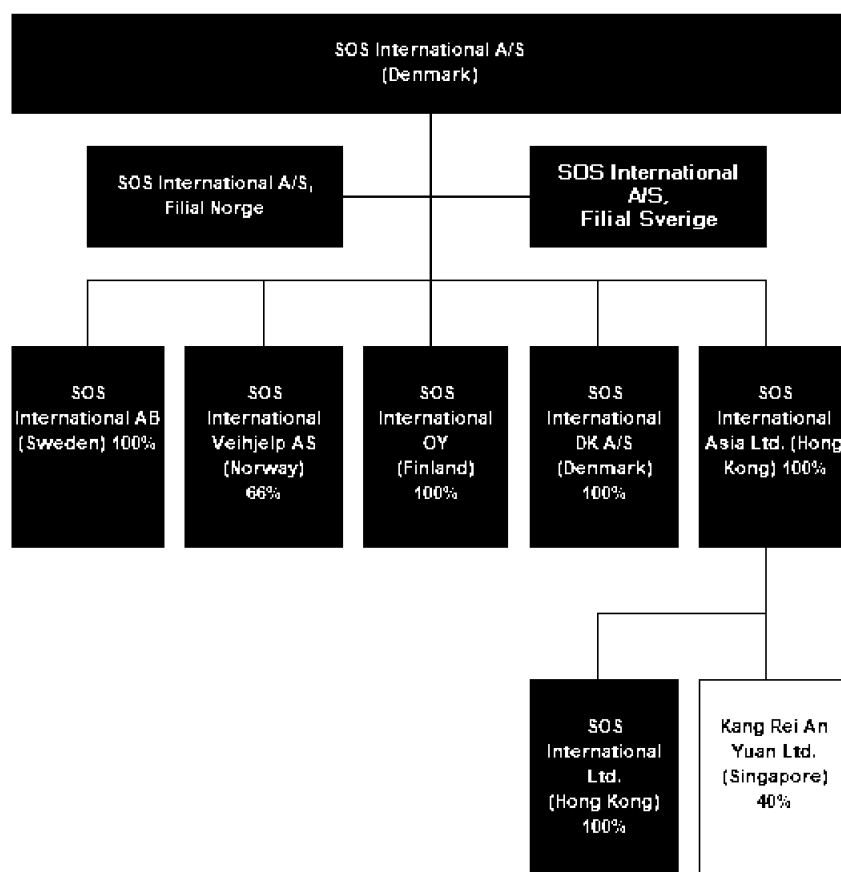 SOS International A/S
(Denmark)
SOS International A/S,
Filial Norge
SOS International
A/S,
Filial Sverige
SOS
International AB
(Sweden) 100%
SOS
International
Veihjelp AS
(Norway)
66%
SOS
International
OY
(Finland)
100%
SOS
International
DK A/S
(Denmark)
100%
SOS
International
Asia Ltd. (Hong
Kong) 100%
SOS
International
Ltd.
(Hong Kong)
100%
Kang Rei An
Yuan Ltd.
(Singapore)
40%